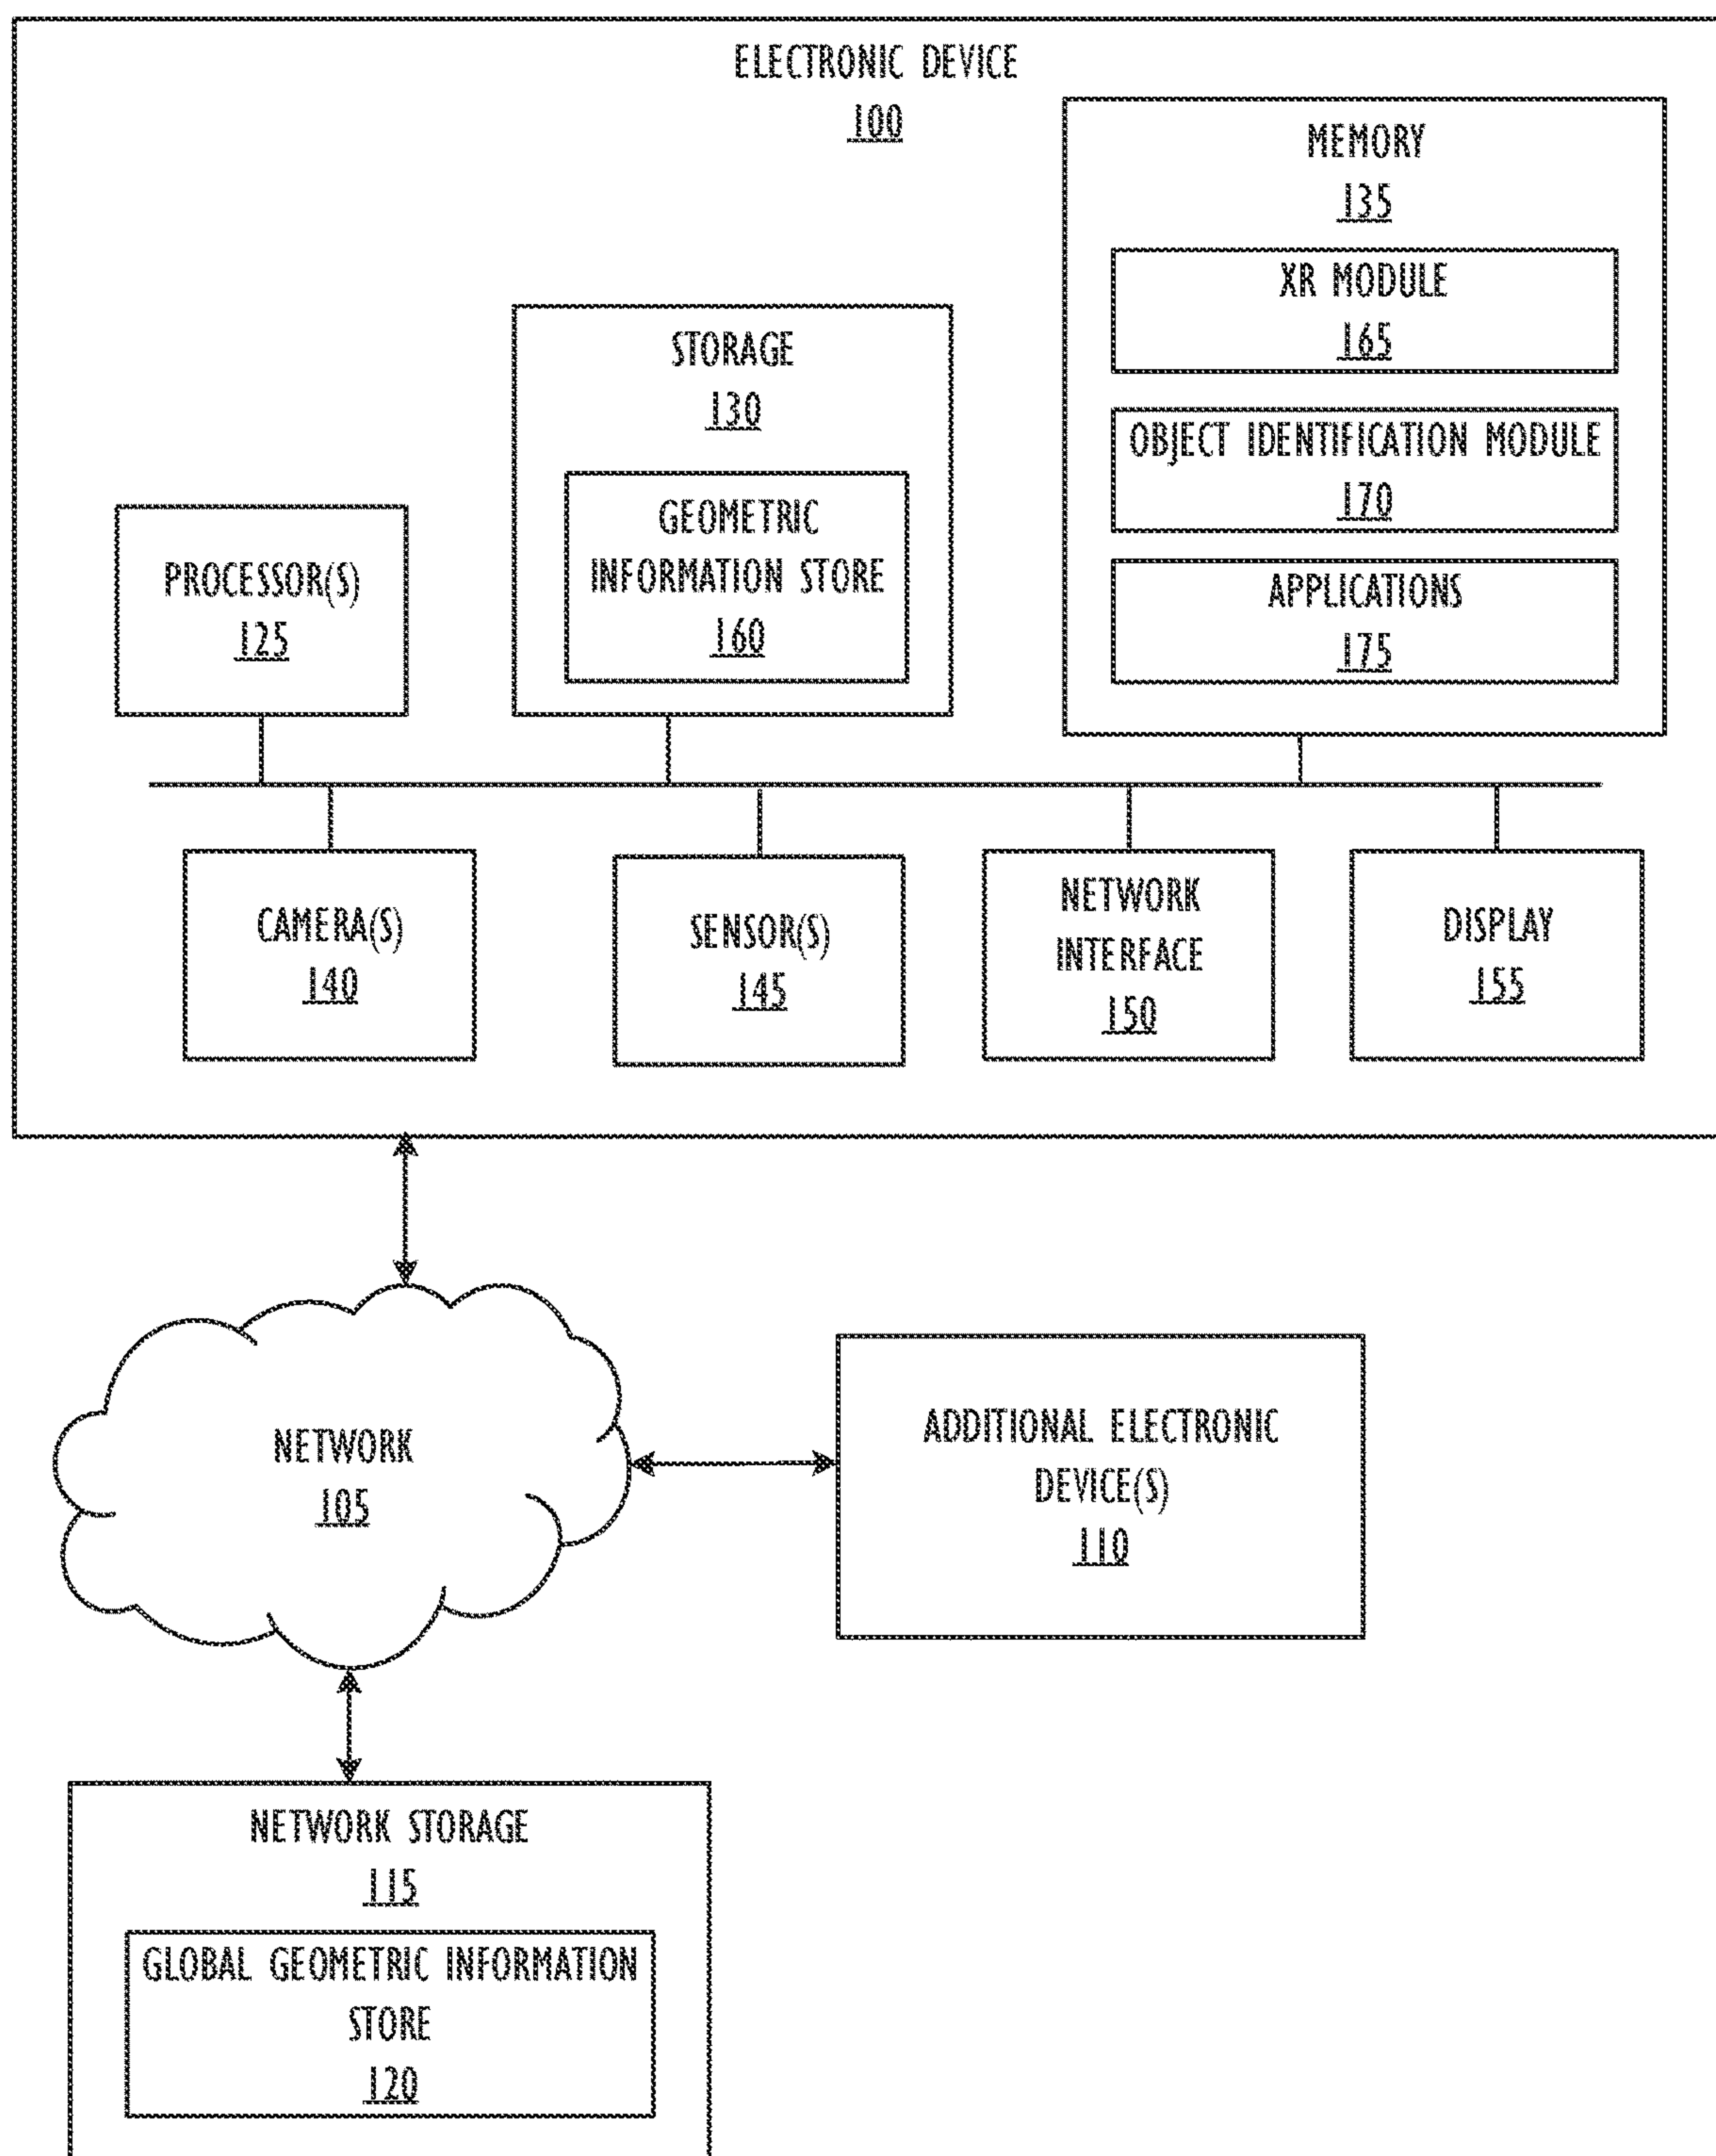 ELECTRONIC DEVICE
100
MEMORY
135
XR MODULE
165
OBJECT IDENTIFICATION MODULE
170
APPLICATIONS
175
STORAGE
130
GEOMETRIC
INFORMATION STORE
160
PROCESSOR(S)
125
CAMERA(S)
140
SENSOR(S)
145
NETWORK
INTERFACE
150
DISPLAY
155
NETWORK
105
ADDITIONAL ELECTRONIC
DEVICE(S)
110
NETWORK STORAGE
115
GLOBAL GEOMETRIC INFORMATION
STORE
120